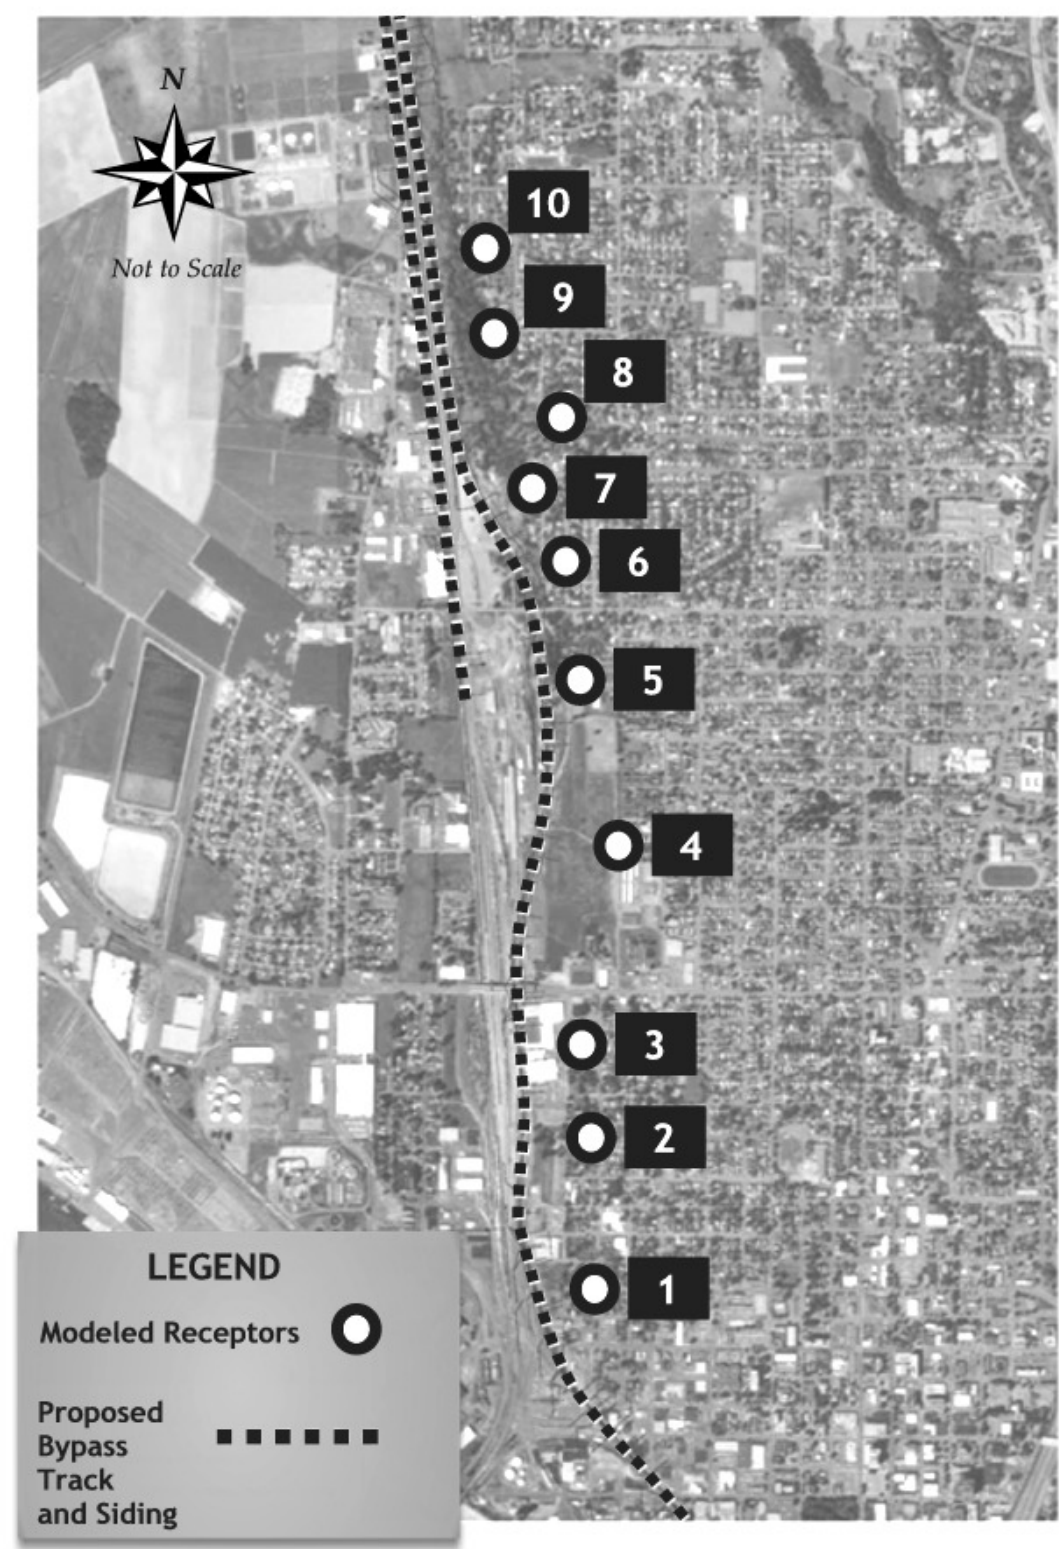 N
Not to Scale
10
9
8
7
6
5
4
3
2
1
LEGEND
Modeled Receptors
Proposed
Bypass
Track
and Siding